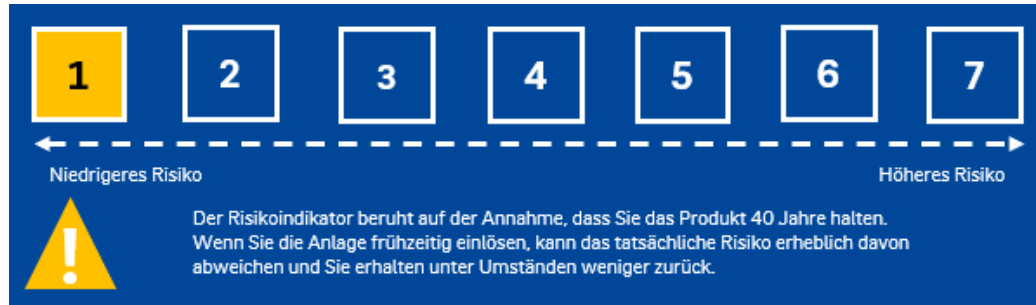 1 2 3 4 5 6 7
Niedrigeres Risiko Höheres Risiko
Der Risikoindikator beruht auf der Annahme, dass Sie das Produkt 40 Jahre halten.
Wenn Sie die Anlage frühzeitig einlösen, kann das tatsächliche Risiko erheblich davon
abweichen und Sie erhalten unter Umständen weniger zurück.